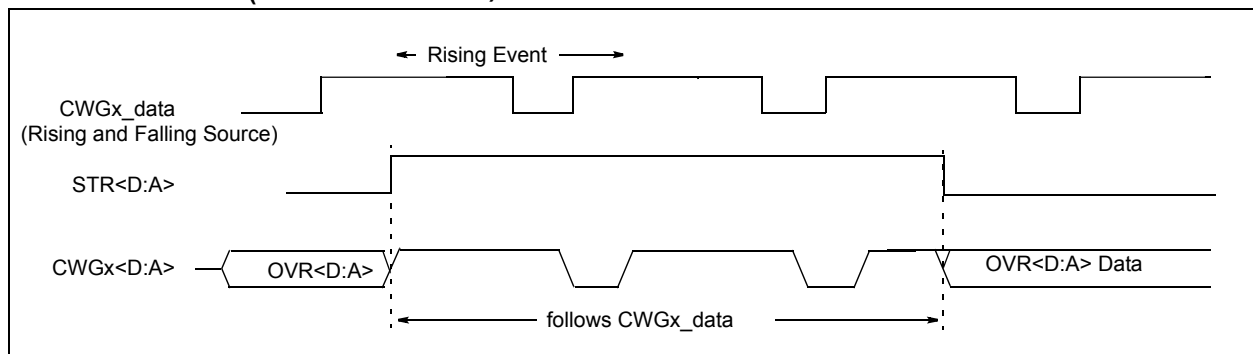 Rising Event
CWGx_data
(Rising and Falling Source)
STR<D:A>
CWGx<D:A>
OVR<D:A>
OVR<D:A> Data
follows CWGx_data